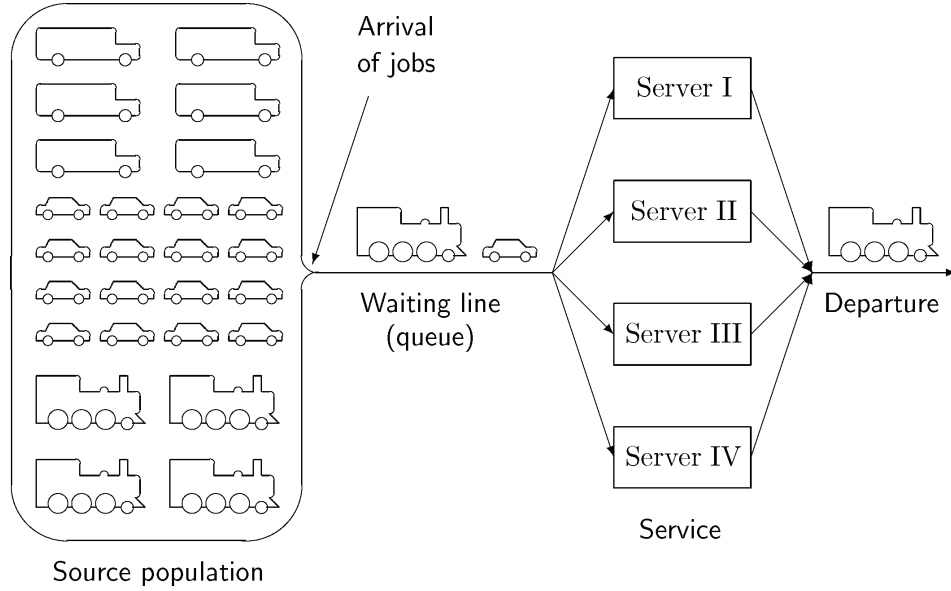 Arrival
of jobs
Server I
Server II
Waiting line
(queue)
Departure
Server III
Server IV
Service
Source population